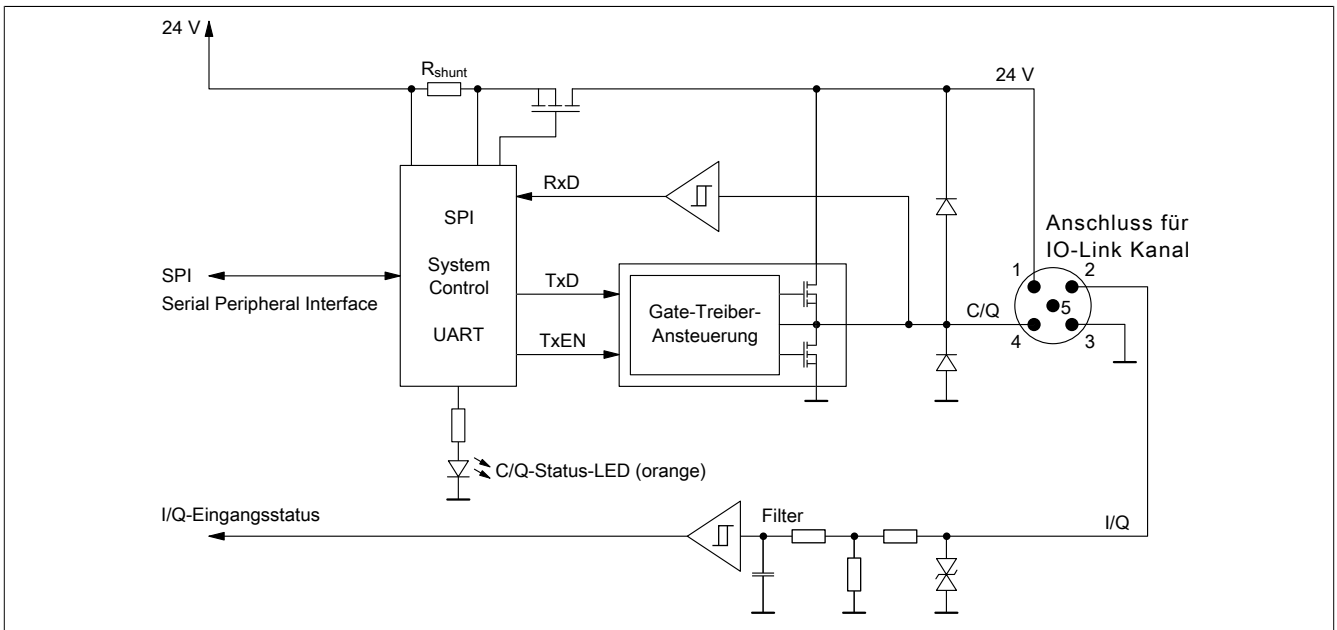 24 V
Rshunt
24 V
RxD
SPI
System
Control
UART
Anschluss für
IO-Link Kanal
1
2
5
4
3
SPI
Serial Peripheral Interface
TxD
TxEN
Gate-Treiber-
Ansteuerung
C/Q
C/Q-Status-LED (orange)
I/Q-Eingangsstatus
Filter
I/Q